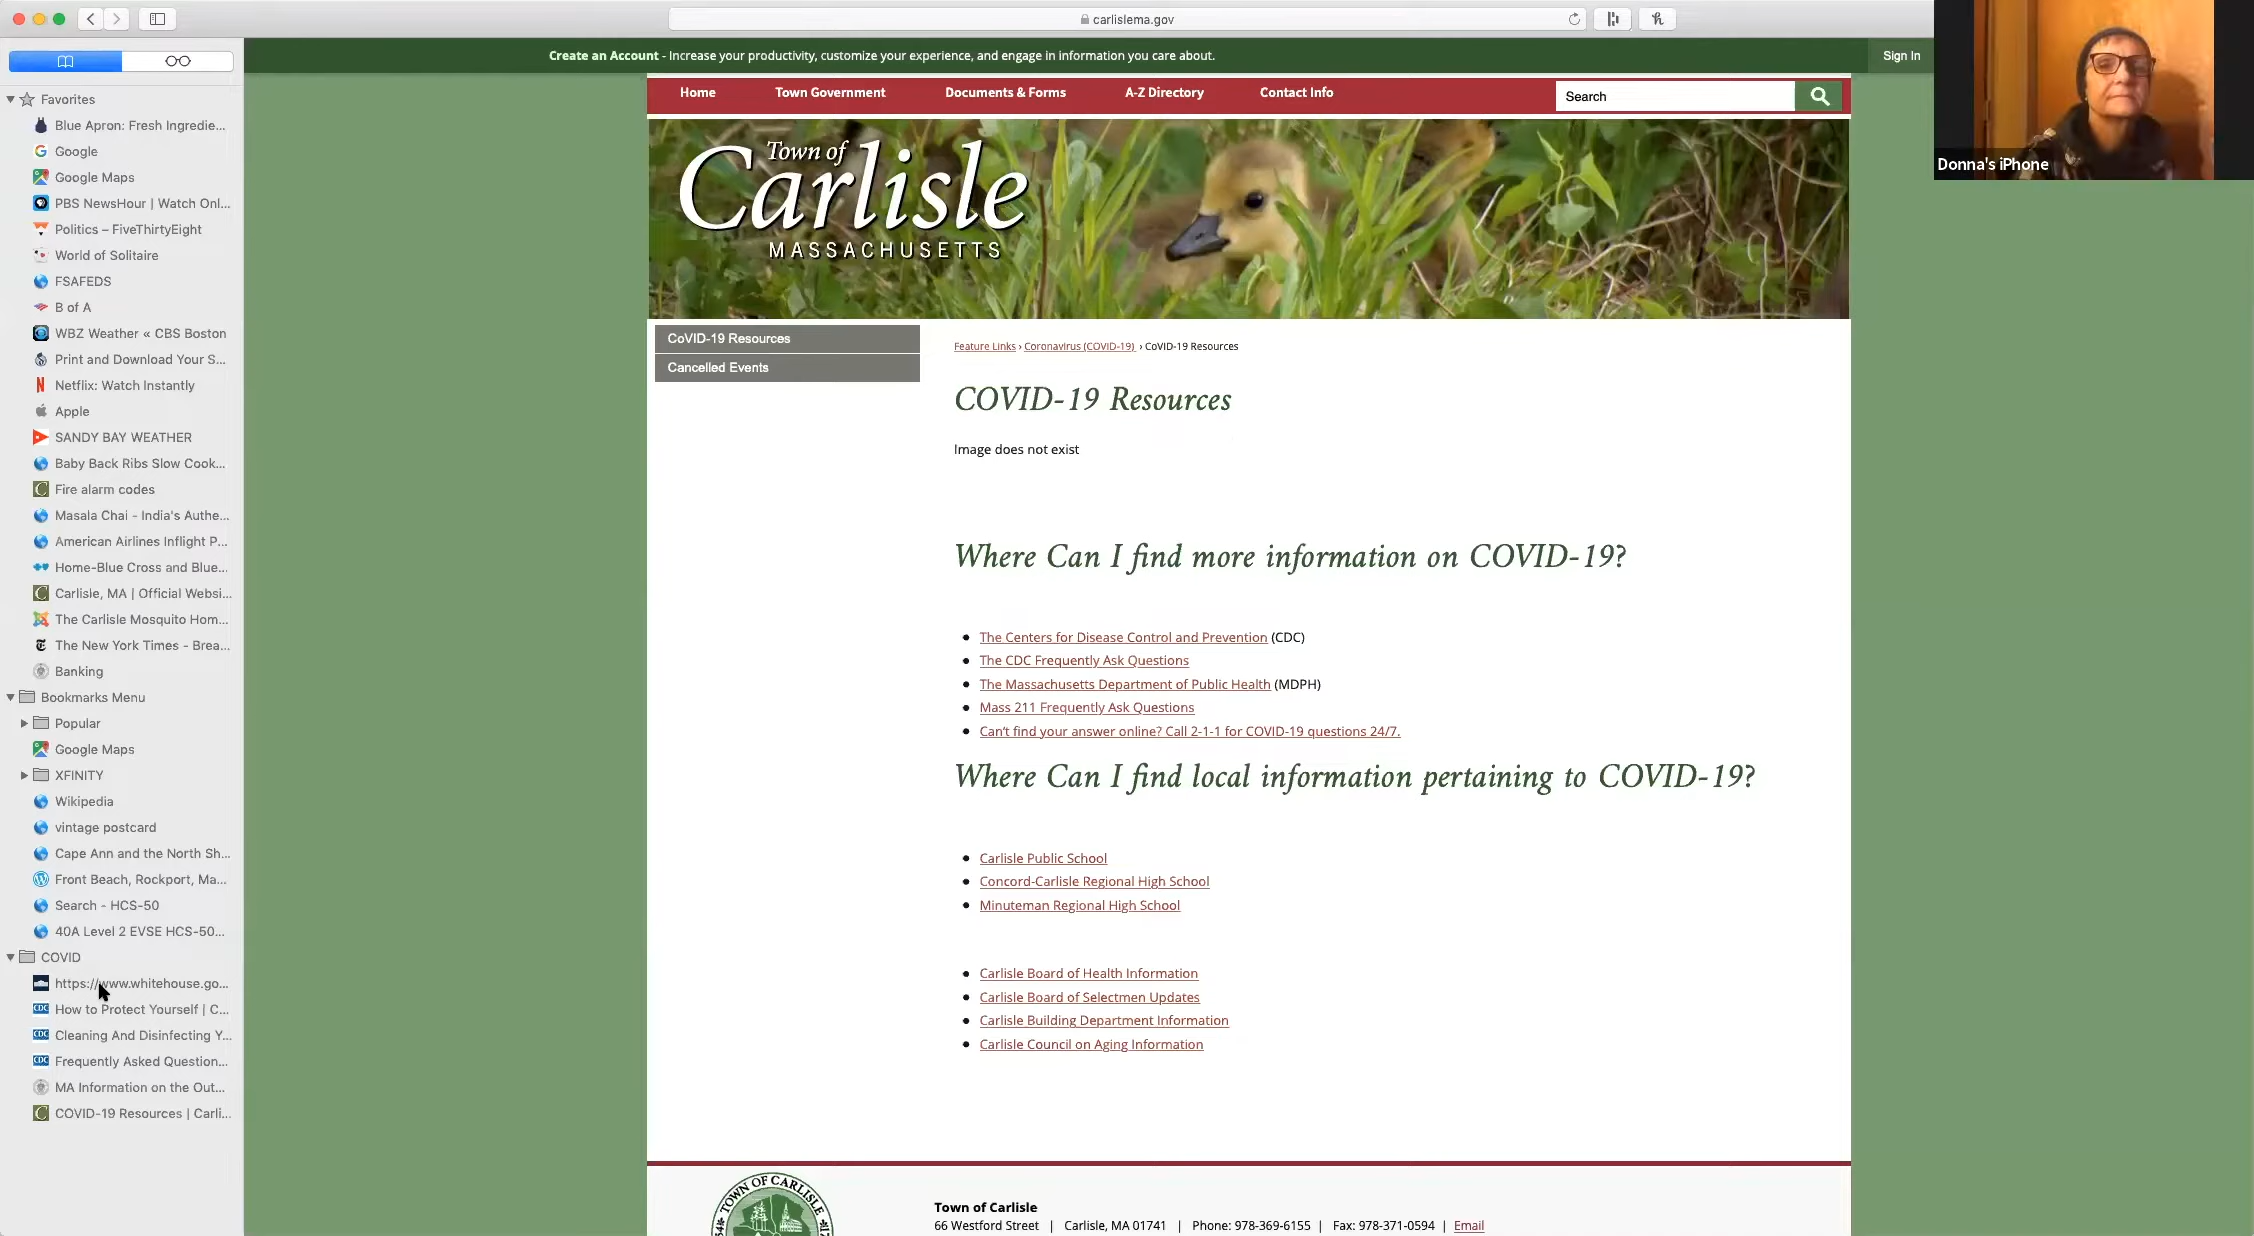 carlislema.gov
Create an Account - Increase your productivity, customize your experience, and engage in information you care about.
Sign In
Donna's iPhone
Favorites
Blue Apron: Fresh Ingredie...
Google
Google Maps
PBS NewsHour | Watch Onl...
Politics – FiveThirtyEight
World of Solitaire
FSAFEDS
B of A
WBZ Weather « CBS Boston
Print and Download Your S...
Netflix: Watch Instantly
Apple
SANDY BAY WEATHER
Baby Back Ribs Slow Cook...
Fire alarm codes
Masala Chai - India's Authe...
American Airlines Inflight P...
Home-Blue Cross and Blue...
Carlisle, MA | Official Websi...
The Carlisle Mosquito Hom...
The New York Times - Brea...
Banking
Bookmarks Menu
Popular
Google Maps
XFINITY
Wikipedia
vintage postcard
Cape Ann and the North Sh...
Front Beach, Rockport, Ma...
Search - HCS-50
40A Level 2 EVSE HCS-50...
COVID
https://www.whitehouse.go...
How to Protect Yourself | C...
Cleaning And Disinfecting Y...
Frequently Asked Question...
MA Information on the Out...
COVID-19 Resources | Carli...
Home Town Government Documents & Forms A-Z Directory Contact Info Search
Town of
Carlisle
MASSACHUSETTS
CoVID-19 Resources
Cancelled Events
Feature Links › Coronavirus (COVID-19) › CoVID-19 Resources
COVID-19 Resources
Image does not exist
Where Can I find more information on COVID-19?
The Centers for Disease Control and Prevention (CDC)
The CDC Frequently Ask Questions
The Massachusetts Department of Public Health (MDPH)
Mass 211 Frequently Ask Questions
Can't find your answer online? Call 2-1-1 for COVID-19 questions 24/7.
Where Can I find local information pertaining to COVID-19?
Carlisle Public School
Concord-Carlisle Regional High School
Minuteman Regional High School
Carlisle Board of Health Information
Carlisle Board of Selectmen Updates
Carlisle Building Department Information
Carlisle Council on Aging Information
TOWN OF CARLISLE
Town of Carlisle
66 Westford Street | Carlisle, MA 01741 | Phone: 978-369-6155 | Fax: 978-371-0594 | Email